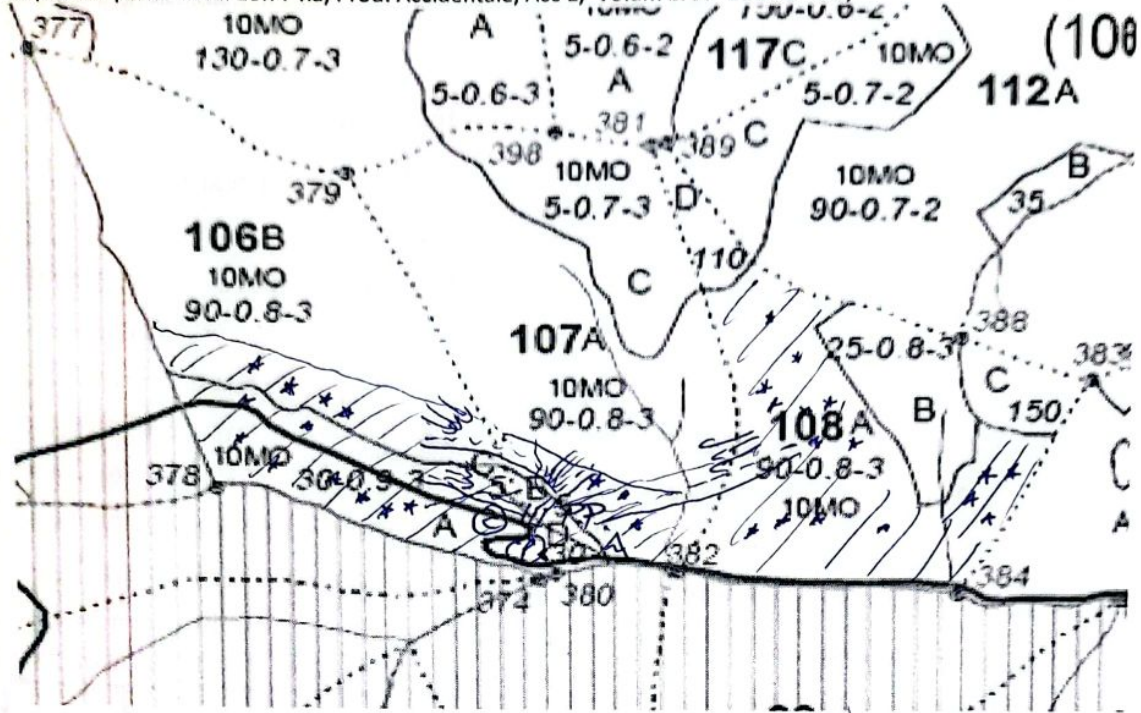 377
10MO
130-0.7-3
A
5-0.6-3
5-0.6-2
A
117C
10MO
5-0.7-2
112A
381
398
389
C
379
10MO
5-0.7-3
D
10MO
90-0.7-2
B
35
106B
10MO
90-0.8-3
110
C
388
107A
25-0.8-3
383
C
10MO
90-0.8-3
B
150
108A
90-0.8-3
10MO
10MO
378
A
B
A
382
380
384